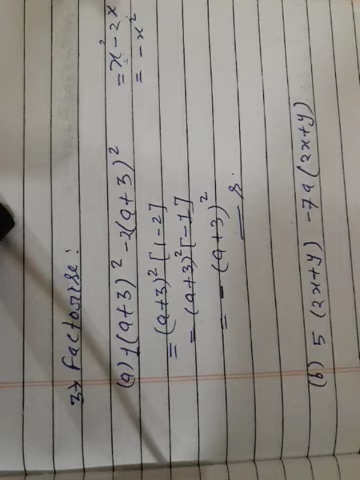 3→ Factorise:
(a) 1(a+3)² - 2(a+3)² = x² - 2x
= (a+3)² [1-2] = -x²
= (a+3)² [-1]
= - (a+3)²
(b) 5 (2x+y) - 7a (2x+y)